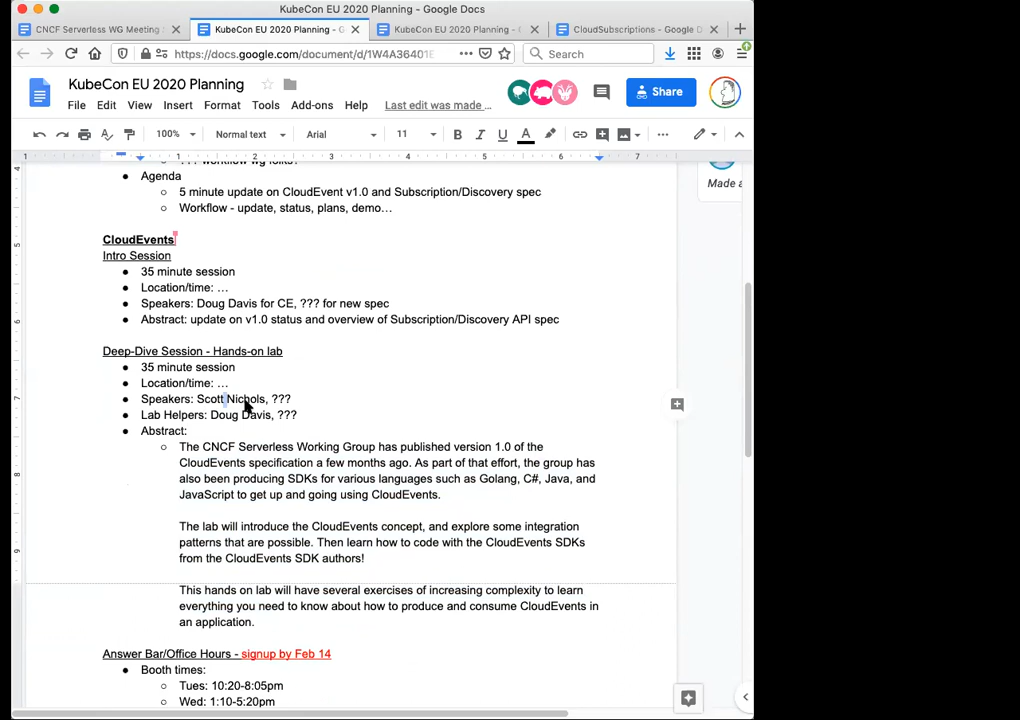 KubeCon EU 2020 Planning - Google Docs
CNCF Serverless WG Meeting
KubeCon EU 2020 Planning - G
KubeCon EU 2020 Planning - G
CloudSubscriptions - Google D
https://docs.google.com/document/d/1W4A36401E
Search
KubeCon EU 2020 Planning
File Edit View Insert Format Tools Add-ons Help Last edit was made ...
Share
100% Normal text Arial 11
1 1 2 3 4 5 6 7
Agenda
5 minute update on CloudEvent v1.0 and Subscription/Discovery spec
Workflow - update, status, plans, demo…
Made a
CloudEvents
Intro Session
35 minute session
Location/time: …
Speakers: Doug Davis for CE, ??? for new spec
Abstract: update on v1.0 status and overview of Subscription/Discovery API spec
Deep-Dive Session - Hands-on lab
35 minute session
Location/time: …
Speakers: Scott Nichols, ???
Lab Helpers: Doug Davis, ???
Abstract:
The CNCF Serverless Working Group has published version 1.0 of the
CloudEvents specification a few months ago. As part of that effort, the group has
also been producing SDKs for various languages such as Golang, C#, Java, and
JavaScript to get up and going using CloudEvents.
The lab will introduce the CloudEvents concept, and explore some integration
patterns that are possible. Then learn how to code with the CloudEvents SDKs
from the CloudEvents SDK authors!
This hands on lab will have several exercises of increasing complexity to learn
everything you need to know about how to produce and consume CloudEvents in
an application.
Answer Bar/Office Hours - signup by Feb 14
Booth times:
Tues: 10:20-8:05pm
Wed: 1:10-5:20pm